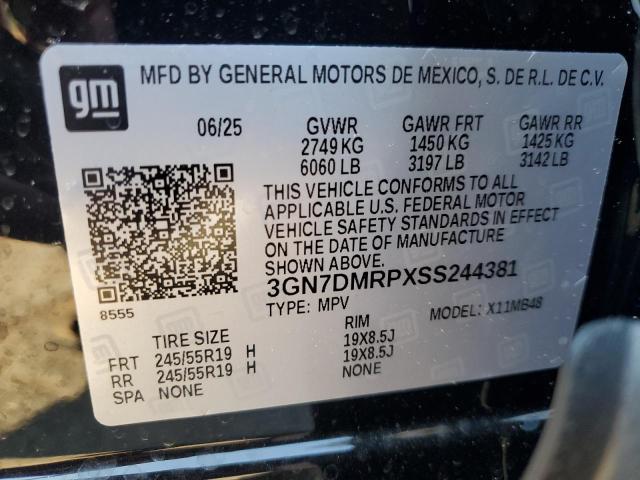 gm
MFD BY GENERAL MOTORS DE MEXICO, S. DE R.L. DE C.V.
06/25 GVWR GAWR FRT GAWR RR
2749 KG 1450 KG 1425 KG
6060 LB 3197 LB 3142 LB
THIS VEHICLE CONFORMS TO ALL
APPLICABLE U.S. FEDERAL MOTOR
VEHICLE SAFETY STANDARDS IN EFFECT
ON THE DATE OF MANUFACTURE
SHOWN ABOVE.
3GN7DMRPXSS244381
8555 TYPE: MPV MODEL: X11MB48
TIRE SIZE RIM
FRT 245/55R19 H 19X8.5J
RR 245/55R19 H 19X8.5J
SPA NONE NONE